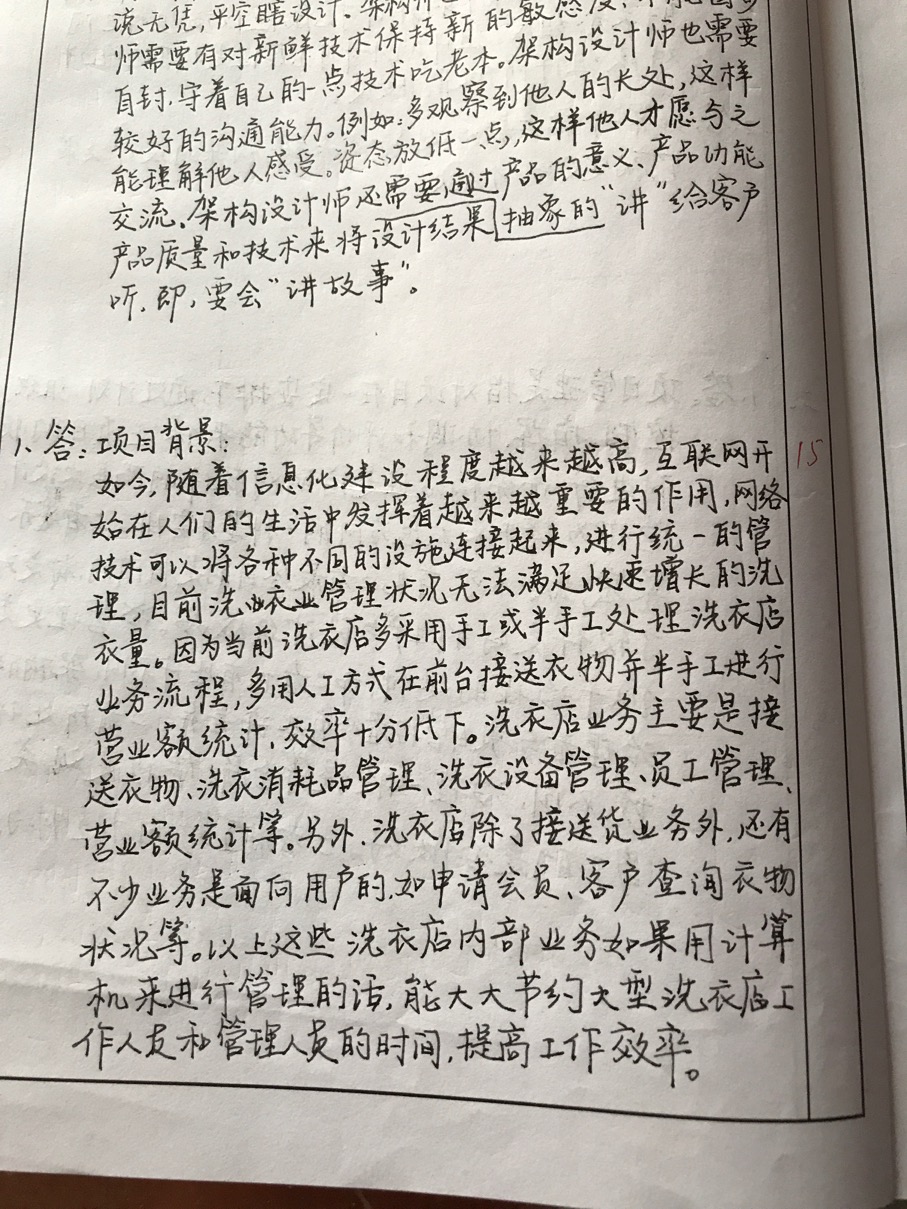 流无凭，平空瞎设计、架构
师需要有对新鲜技术保持新的敏感度、不能
自封，守着自己的一点技术吃老本。架构设计师也需要
较好的沟通能力。例如：多观察到他人的长处，这样
能理解他人感受。姿态放低一点，这样他人才愿与之
交流、架构设计师还需要通过产品的意义、产品功能
产品质量和技术来将设计结果抽象的“讲”给客户
听，即，要会“讲故事”。
1、答：项目背景：
15
如今，随着信息化建设程度越来越高，互联网开
始在人们的生活中发挥着越来越重要的作用，网络
技术可以将各种不同的设施连接起来，进行统一的管
理，目前洗衣业管理状况无法满足快速增长的洗
衣量。因为当前洗衣店多采用手工或半手工处理洗衣店
业务流程，多用人工方式在前台接送衣物并半手工进行
营业额统计，效率十分低下。洗衣店业务主要是接
送衣物、洗衣消耗品管理、洗衣设备管理、员工管理、
营业额统计等。另外，洗衣店除了接送货业务外，还有
不少业务是面向用户的，如申请会员、客户查询衣物
状况等。以上这些洗衣店内部业务如果用计算
机来进行管理的话，能大大节约大型洗衣店工
作人员和管理人员的时间，提高工作效率。